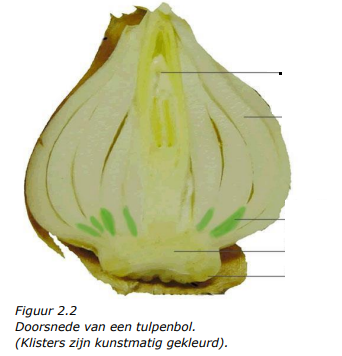 Figuur 2.2
Doorsnede van een tulpenbol.
(Klisters zijn kunstmatig gekleurd).